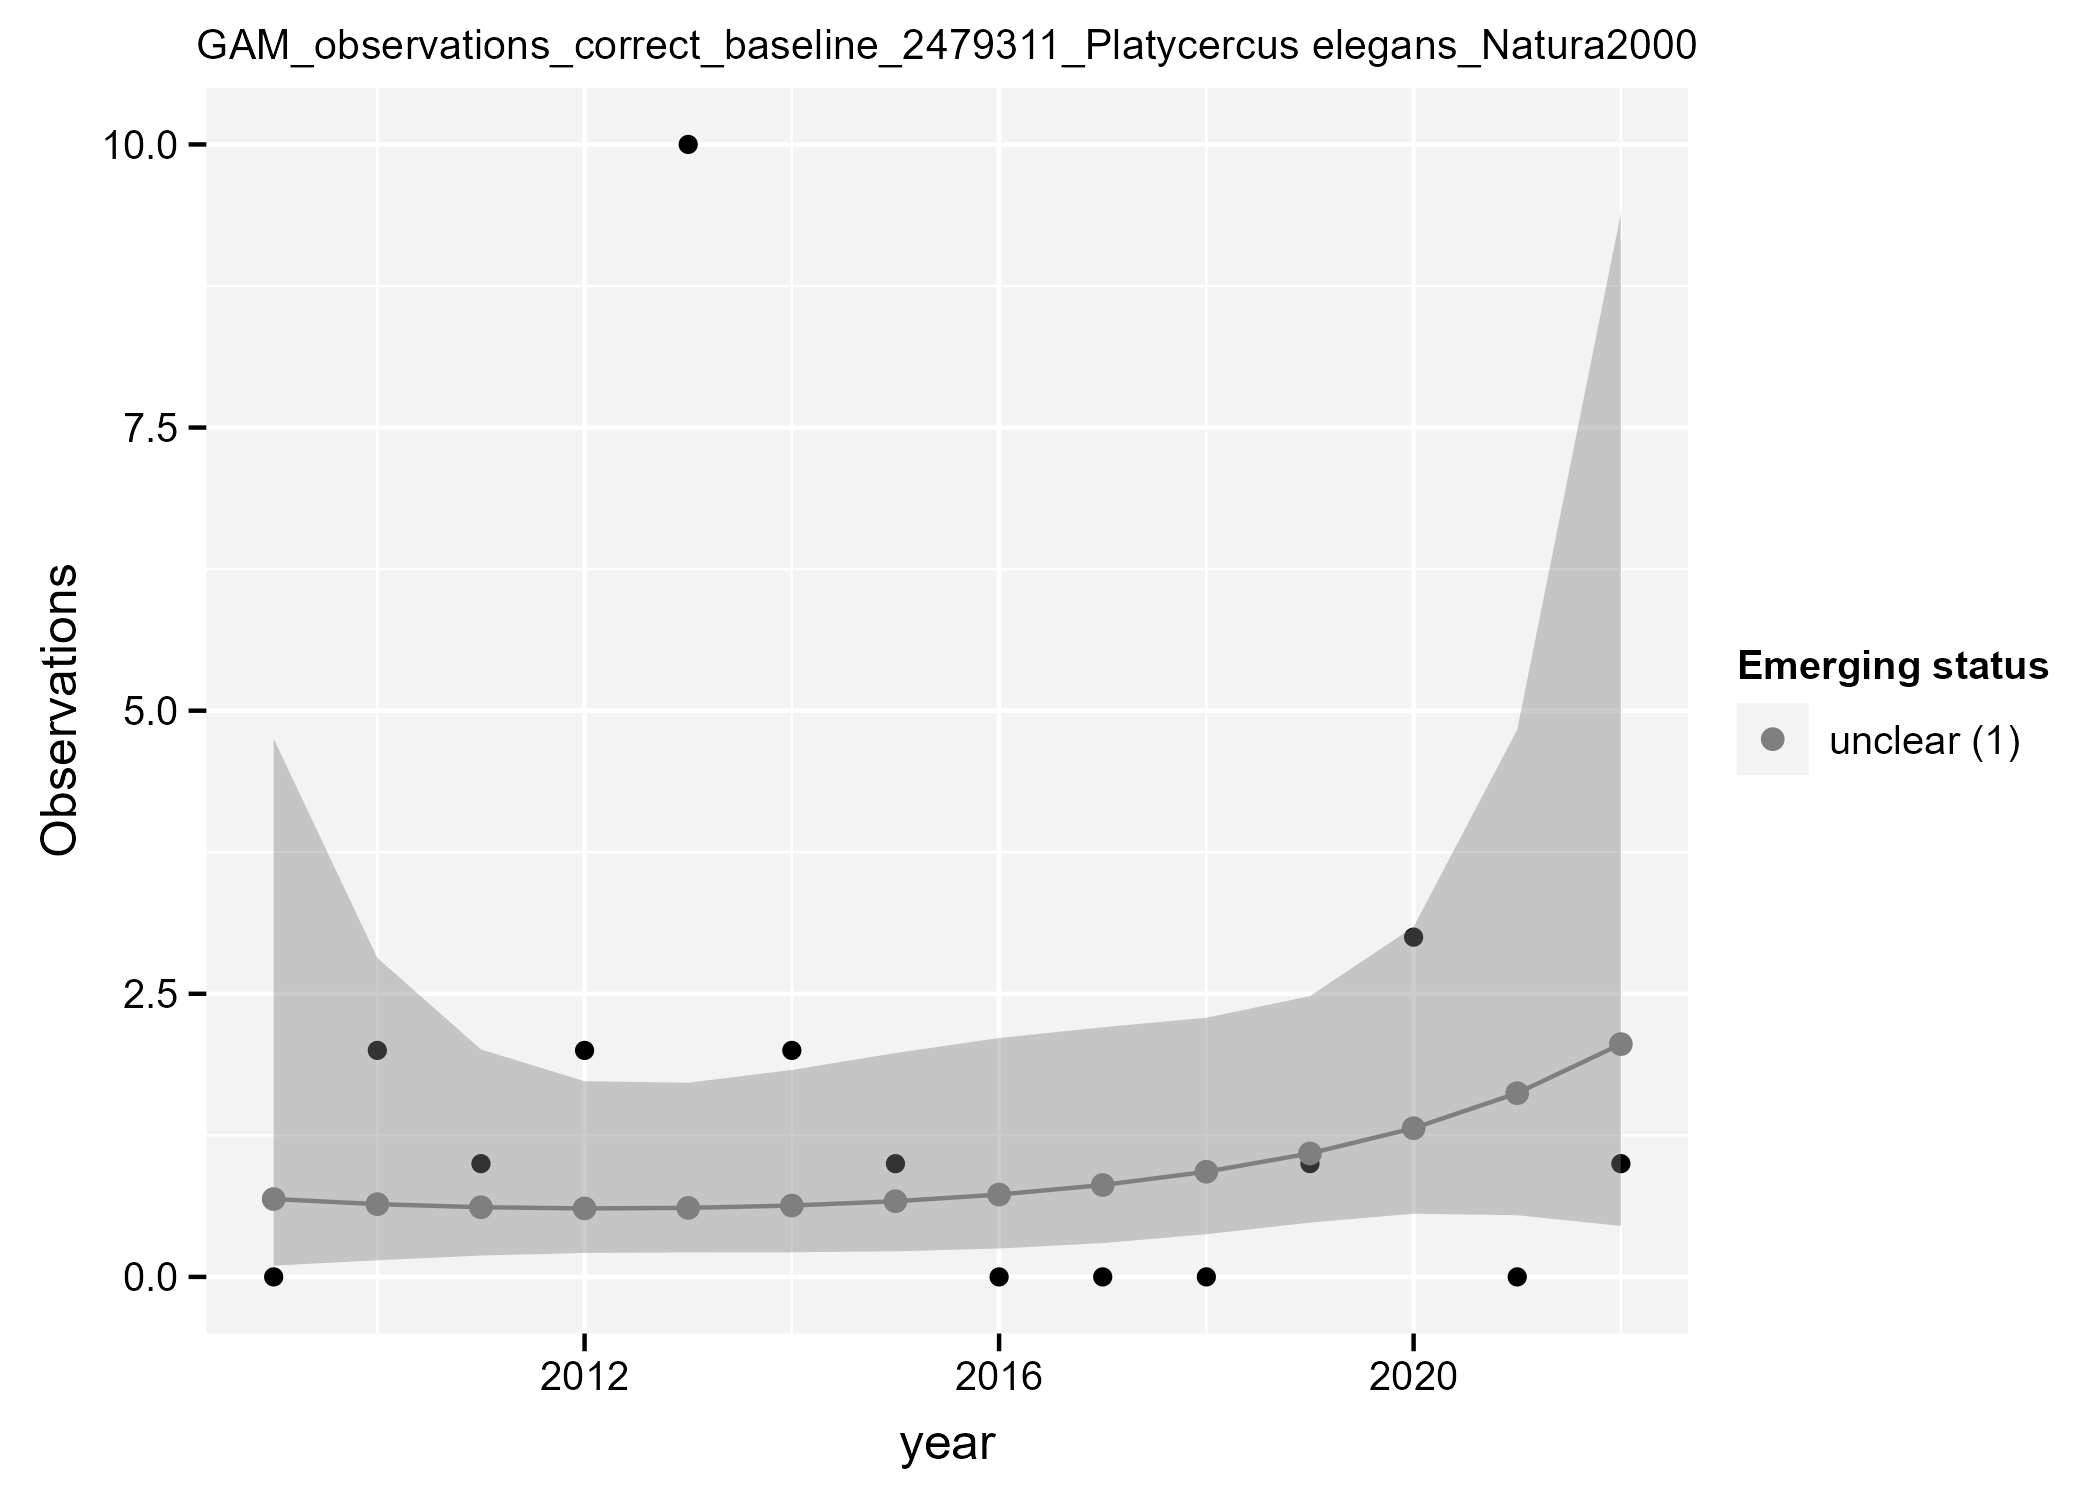 GAM_observations_correct_baseline_2479311_Platycercus elegans_Natura2000
10.0
7.5
5.0
2.5
0.0
Observations
2012
2016
2020
year
Emerging status
unclear (1)